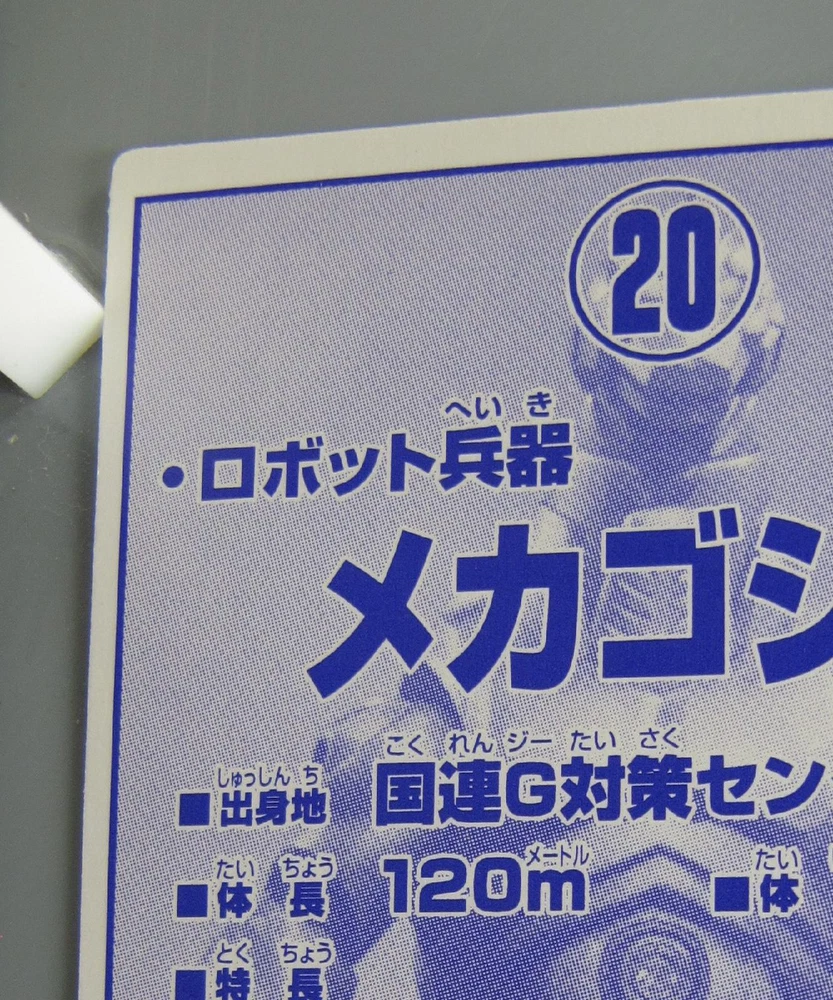 20
へいき
・ロボット兵器
メカゴシ
こくれんジーたいさく
■出身地 国連G対策セン
しゅっしんち
たいちょう メートル たい
■体長 120m ■体
とくちょう
■特長